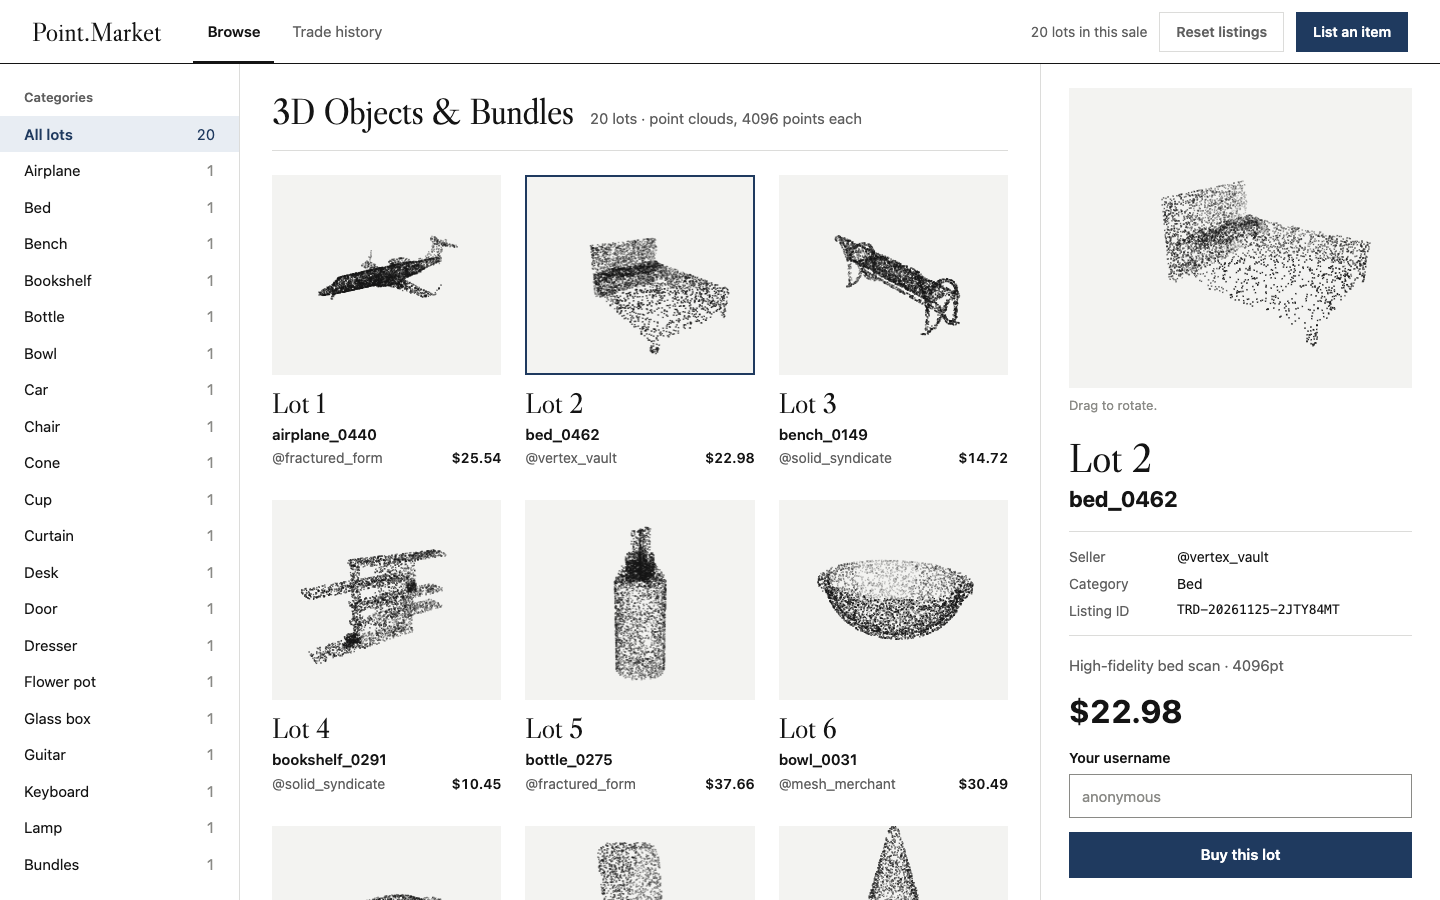 Point.Market
Browse
Trade history
20 lots in this sale
Reset listings
List an item
Categories
All lots 20
Airplane 1
Bed 1
Bench 1
Bookshelf 1
Bottle 1
Bowl 1
Car 1
Chair 1
Cone 1
Cup 1
Curtain 1
Desk 1
Door 1
Dresser 1
Flower pot 1
Glass box 1
Guitar 1
Keyboard 1
Lamp 1
Bundles 1
3D Objects & Bundles 20 lots · point clouds, 4096 points each
Lot 1
airplane_0440
@fractured_form $25.54
Lot 2
bed_0462
@vertex_vault $22.98
Lot 3
bench_0149
@solid_syndicate $14.72
Lot 4
bookshelf_0291
@solid_syndicate $10.45
Lot 5
bottle_0275
@fractured_form $37.66
Lot 6
bowl_0031
@mesh_merchant $30.49
Drag to rotate.
Lot 2
bed_0462
Seller @vertex_vault
Category Bed
Listing ID TRD-20261125-2JTY84MT
High-fidelity bed scan · 4096pt
$22.98
Your username
anonymous
Buy this lot